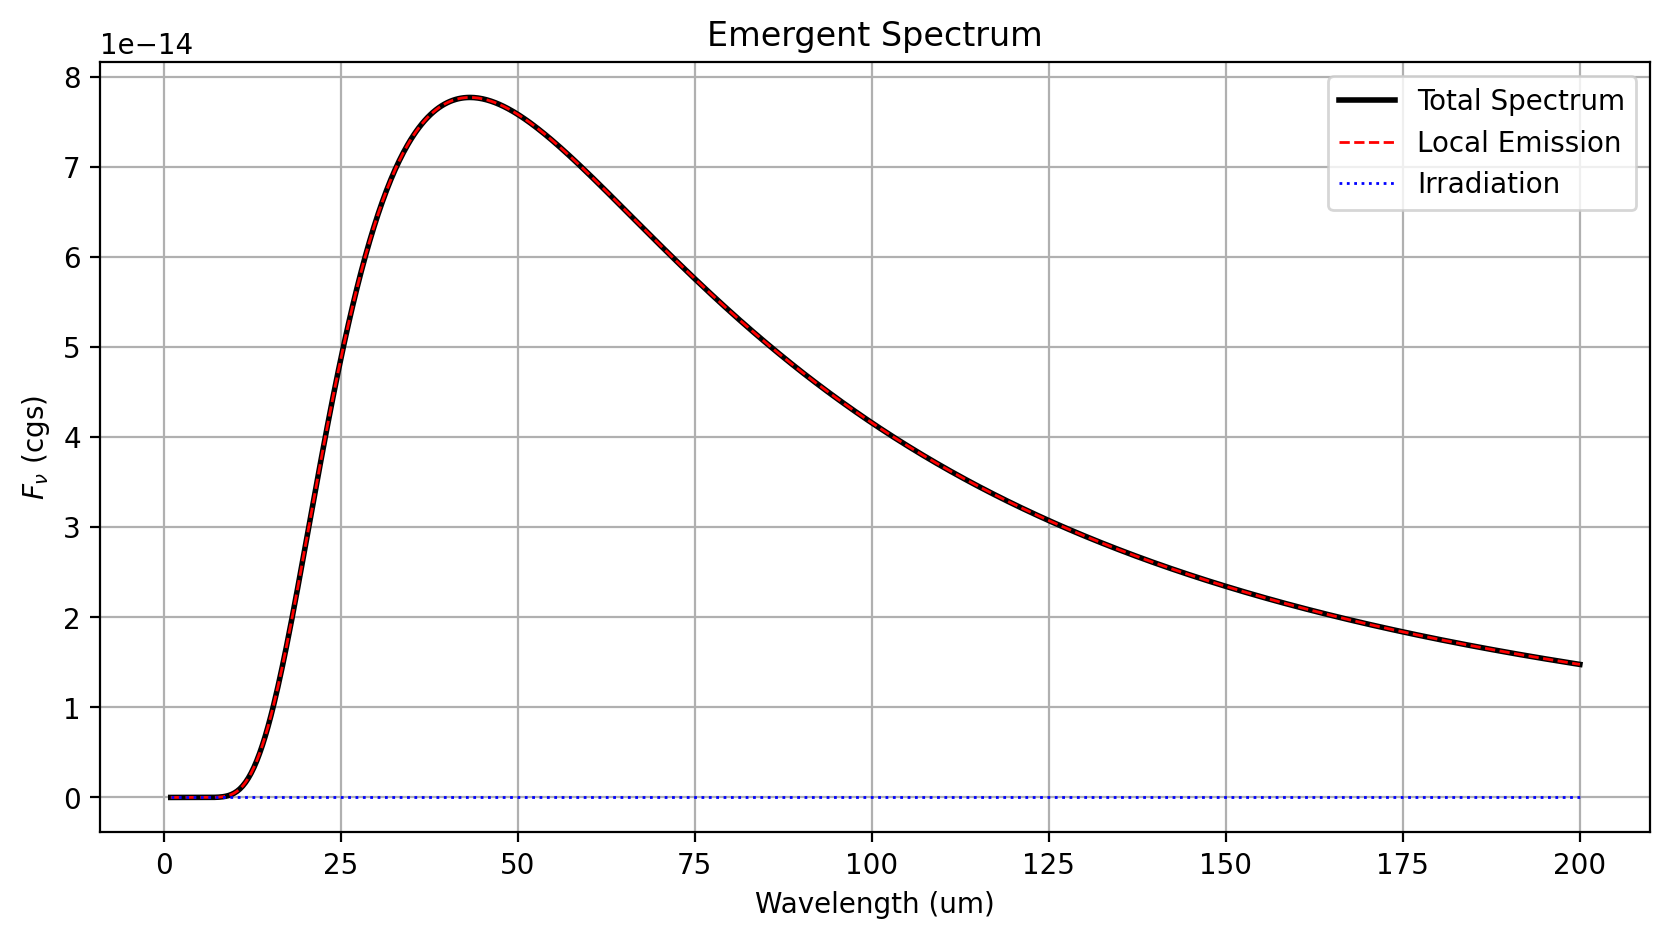 Emergent Spectrum
1e−14
8
7
6
5
4
3
2
1
0
F_ν (cgs)
Total Spectrum
Local Emission
Irradiation
0 25 50 75 100 125 150 175 200
Wavelength (um)